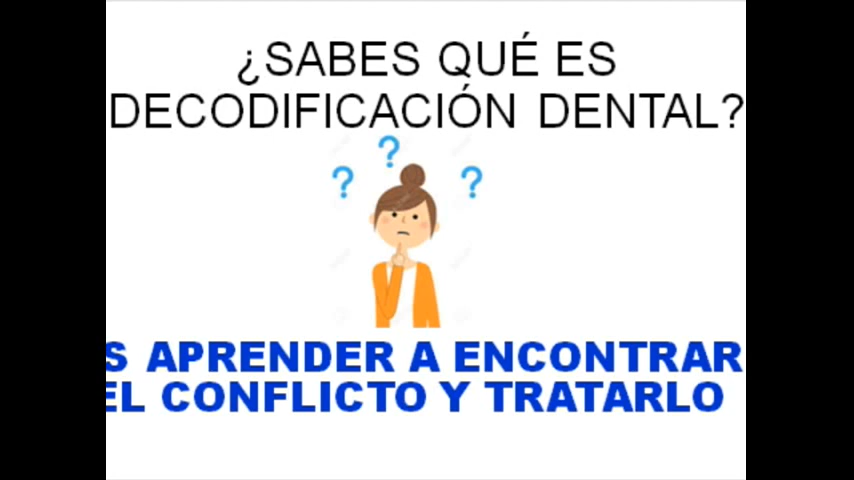 ¿SABES QUÉ ES
DECODIFICACIÓN DENTAL?
? ? ?
S APRENDER A ENCONTRAR
EL CONFLICTO Y TRATARLO